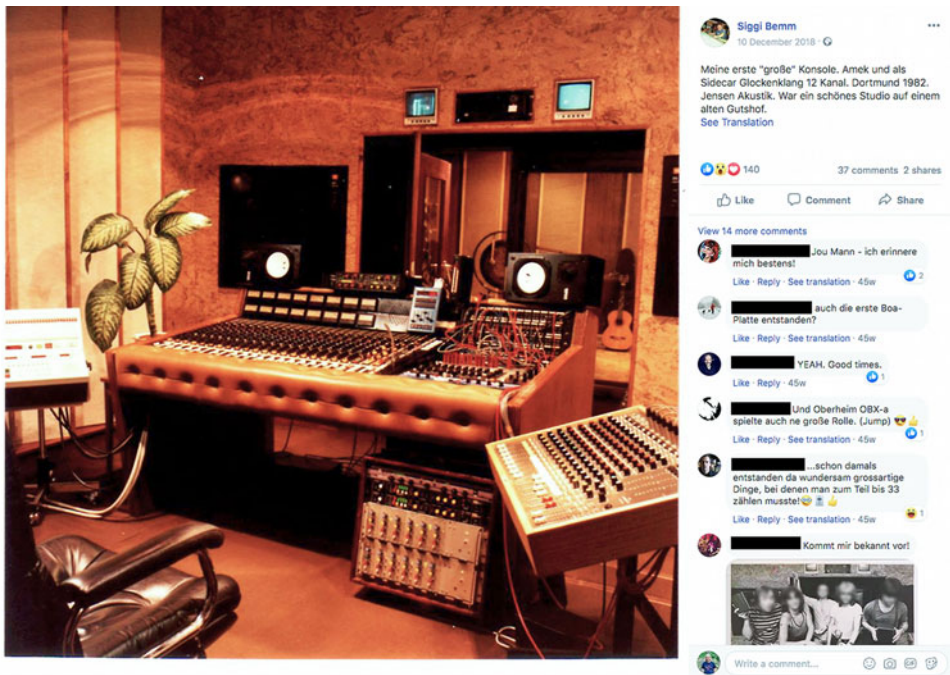 Siggi Bemm
10 December 2018
Meine erste "große" Konsole. Amek und als
Sidecar Glockenklang 12 Kanal. Dortmund 1982.
Jensen Akustik. War ein schönes Studio auf einem
alten Gutshof.
See Translation
140
37 comments 2 shares
Like Comment Share
View 14 more comments
Jou Mann - ich erinnere
mich bestens!
2
Like · Reply · See translation · 45w
auch die erste Boa-
Platte entstanden?
Like · Reply · See translation · 45w
YEAH. Good times.
1
Like · Reply · 45w
Und Oberheim OBX-a
spielte auch ne große Rolle. (Jump)
1
Like · Reply · See translation · 45w
...schon damals
entstanden da wundersam grossartige
Dinge, bei denen man zum Teil bis 33
zählen musste!
1
Like · Reply · See translation · 45w
Kommt mir bekannt vor!
Write a comment...
GIF